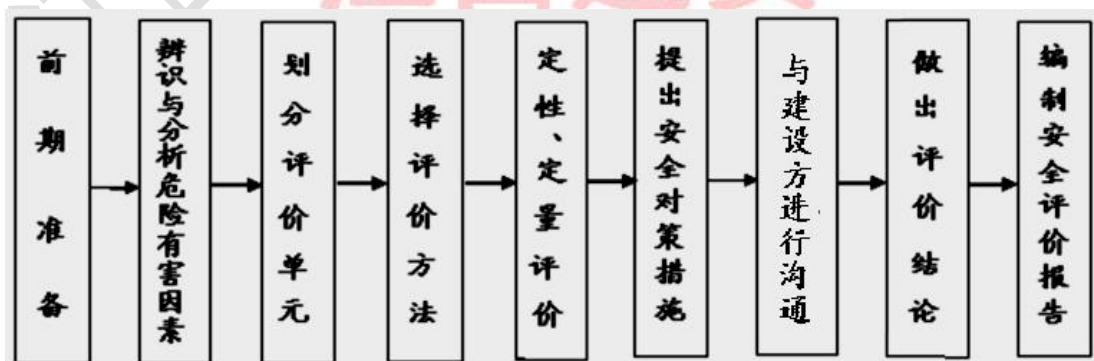 前期准备
辨识与分析危险有害因素
划分评价单元
选择评价方法
定性、定量评价
提出安全对策措施
与建设方进行沟通
做出评价结论
编制安全评价报告